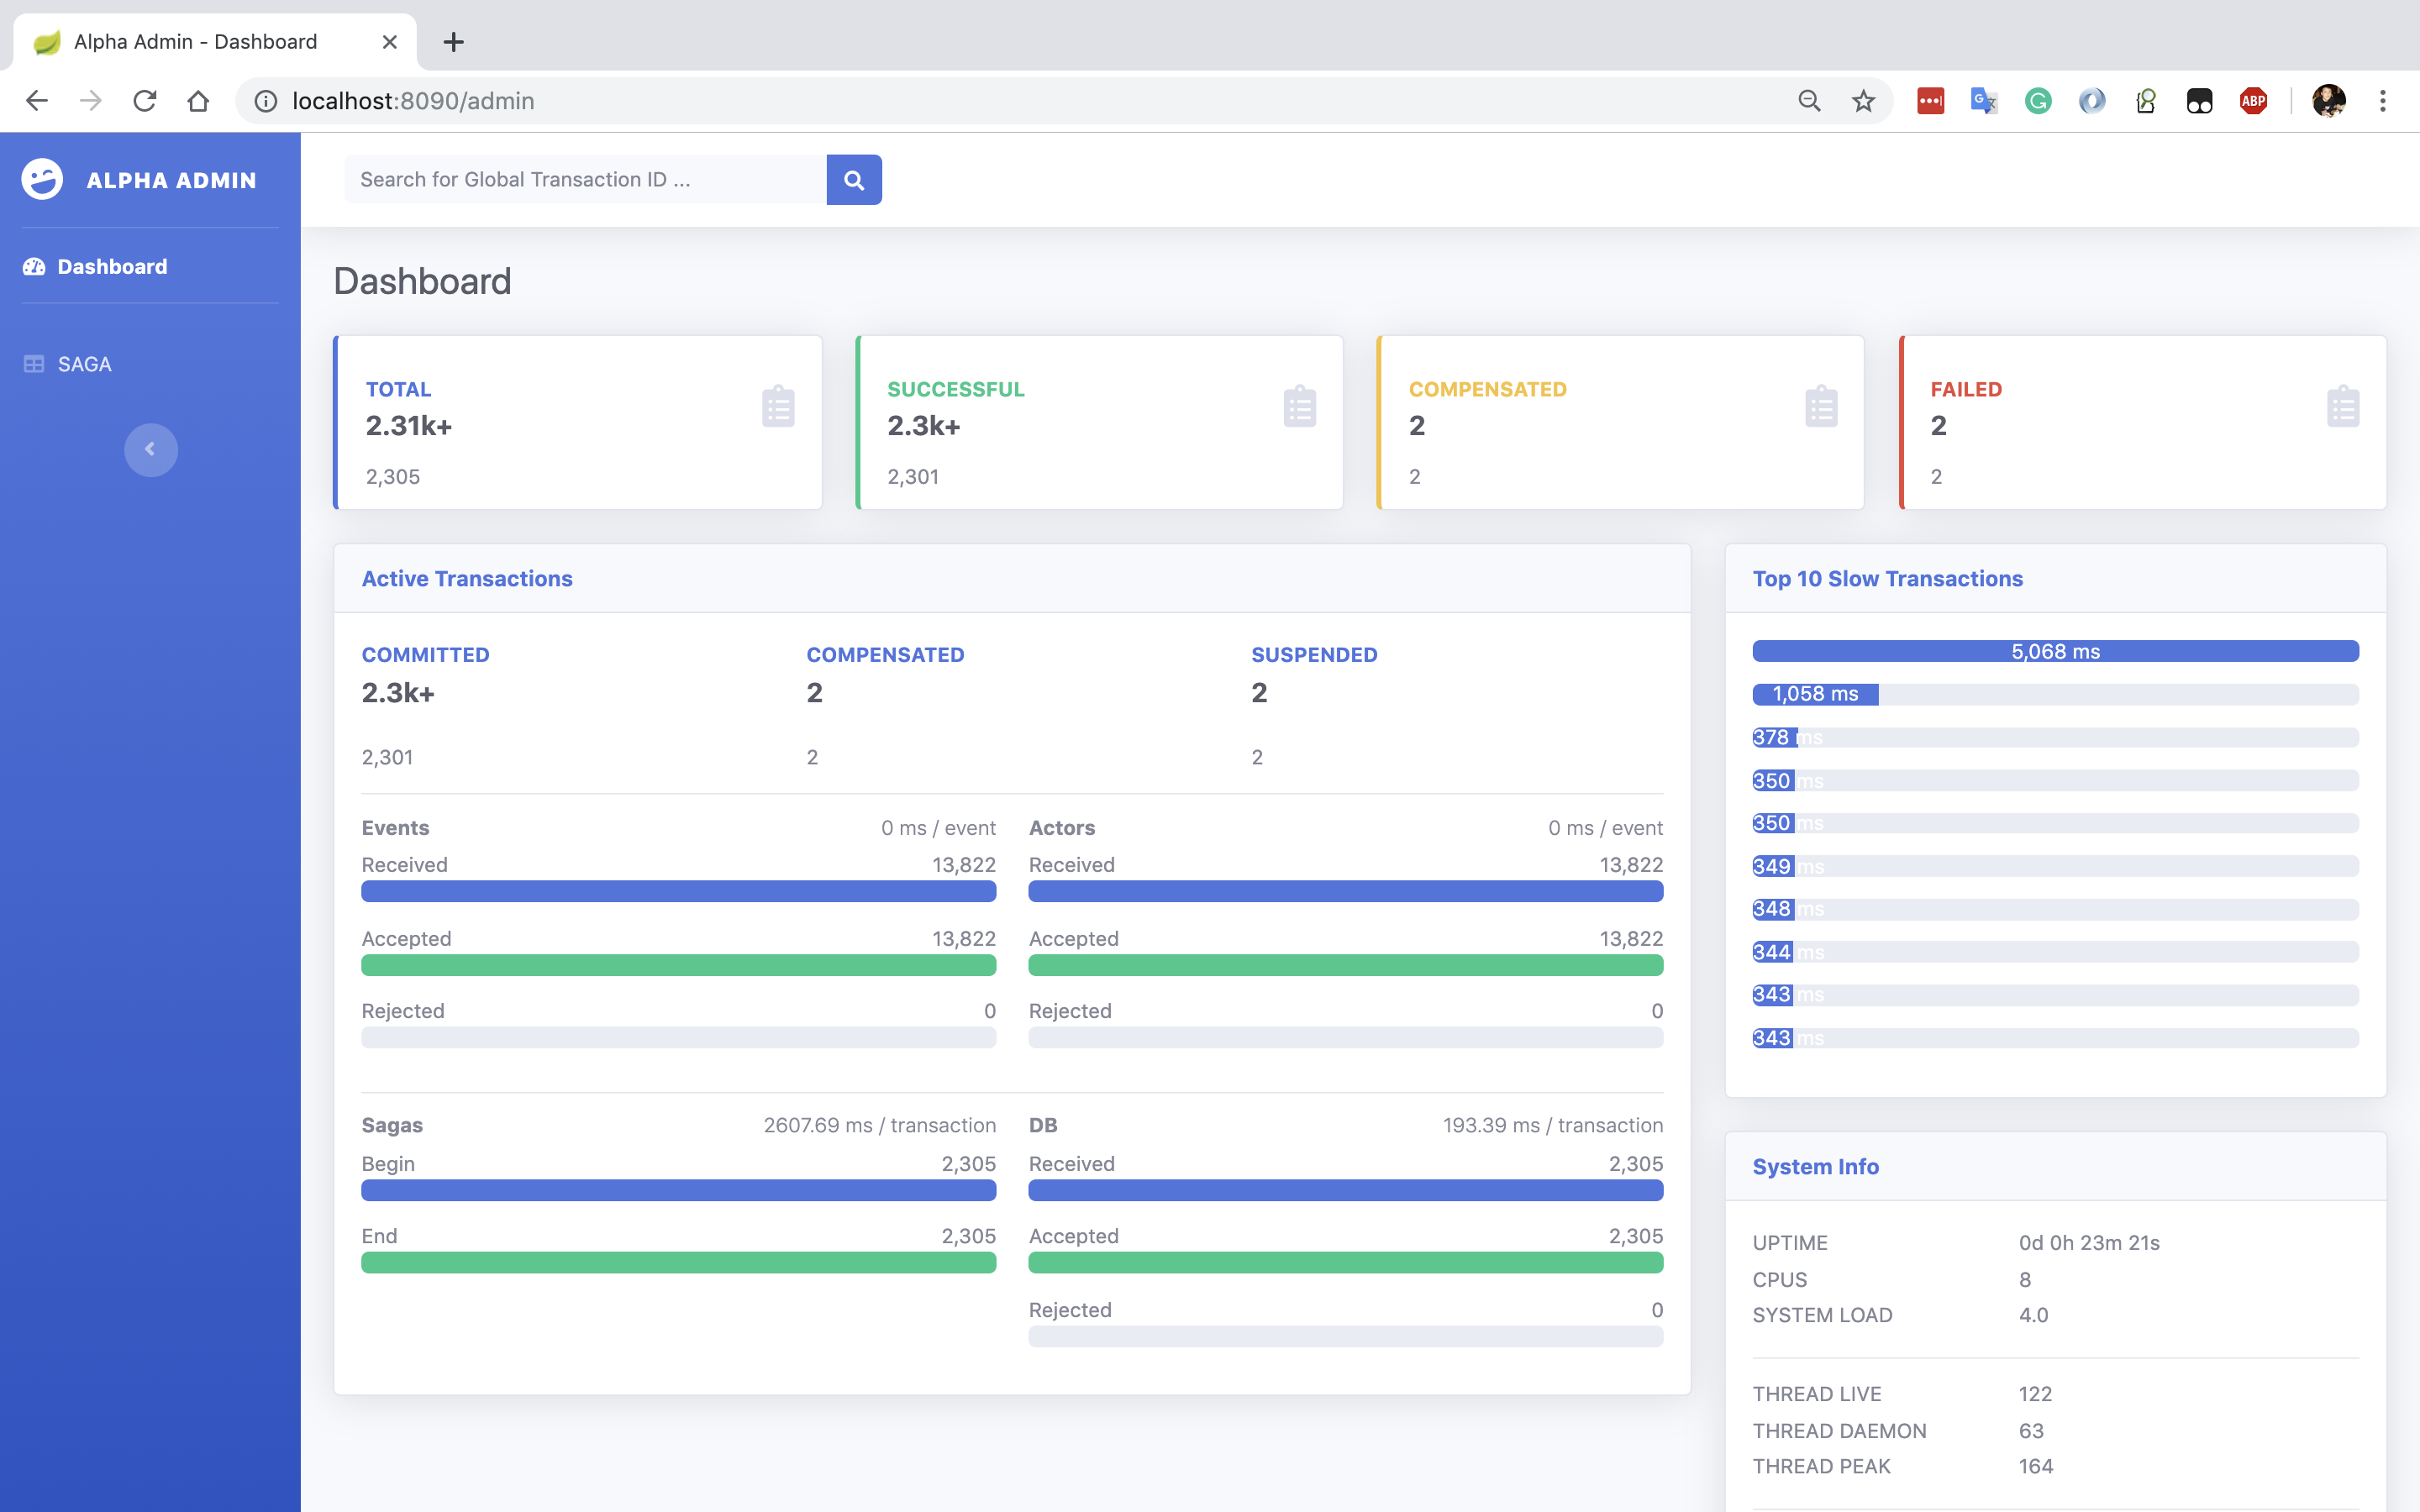 Alpha Admin - Dashboard
localhost:8090/admin
ABP
ALPHA ADMIN
Search for Global Transaction ID ...
Dashboard
SAGA
Dashboard
TOTAL
2.31k+
2,305
SUCCESSFUL
2.3k+
2,301
COMPENSATED
2
2
FAILED
2
2
Active Transactions
COMMITTED
2.3k+
2,301
COMPENSATED
2
2
SUSPENDED
2
2
Events 0 ms / event
Received 13,822
Accepted 13,822
Rejected 0
Actors 0 ms / event
Received 13,822
Accepted 13,822
Rejected 0
Sagas 2607.69 ms / transaction
Begin 2,305
End 2,305
DB 193.39 ms / transaction
Received 2,305
Accepted 2,305
Rejected 0
Top 10 Slow Transactions
5,068 ms
1,058 ms
378 ms
350 ms
350 ms
349 ms
348 ms
344 ms
343 ms
343 ms
System Info
UPTIME 0d 0h 23m 21s
CPUS 8
SYSTEM LOAD 4.0
THREAD LIVE 122
THREAD DAEMON 63
THREAD PEAK 164